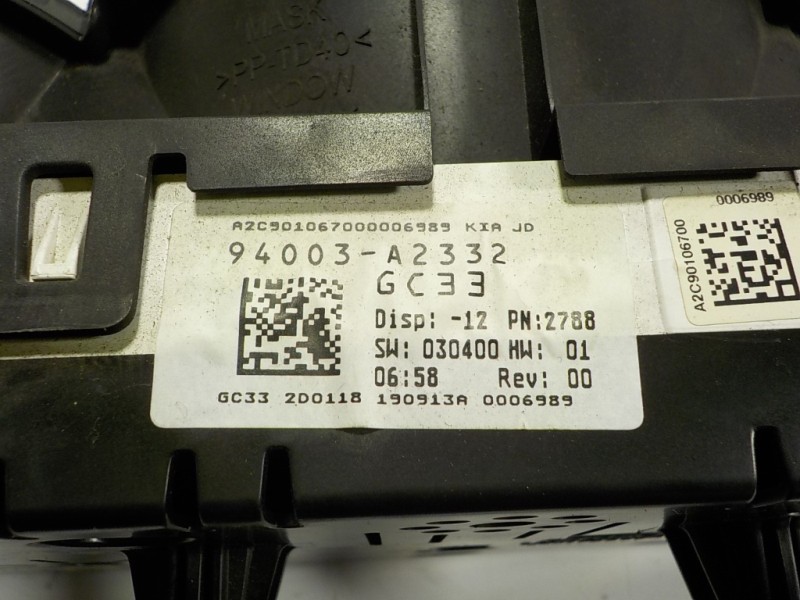 MASK
>PP-TD40<
WINDOW
A2C901067000006989 KIA JD
94003-A2332
GC33
Disp: -12 PN:2788
SW: 030400 HW: 01
06:58 Rev: 00
GC33 2D0118 190913A 0006989
0006989
A2C90106700